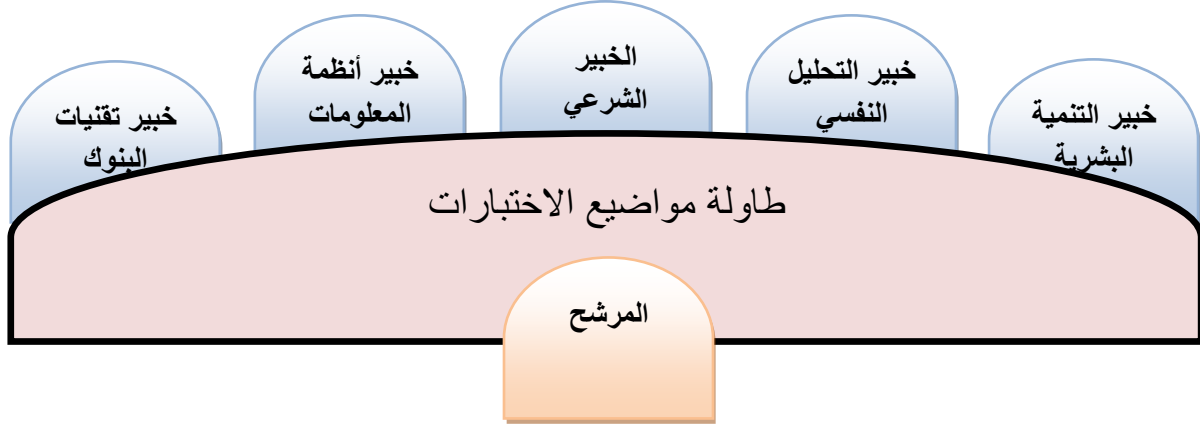 الخبير
الشرعي
خبير التحليل
النفسي
خبير أنظمة
المعلومات
خبير التنمية
البشرية
خبير تقنيات
البنوك
طاولة مواضيع الاختبارات
المرشح